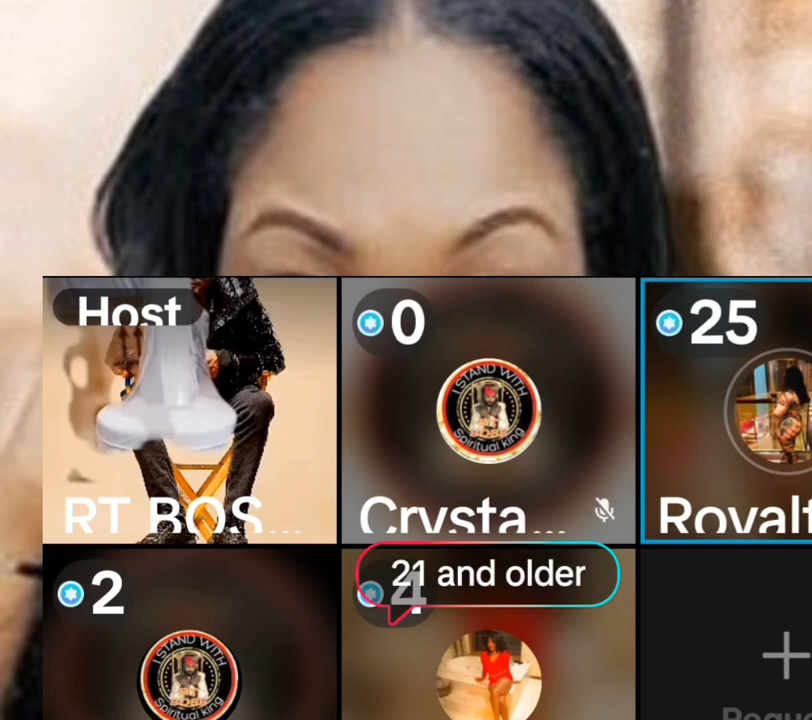 Host
0
25
I STAND WITH
Spiritual king
RT BOS...
Crysta...
Royalt
21 and older
2
4
I STAND WITH
Spiritual king